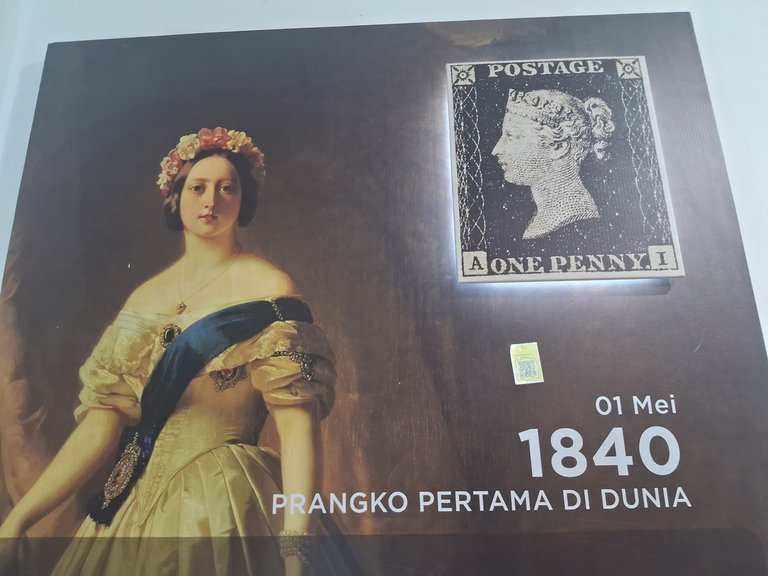 POSTAGE
A ONE PENNY. I
01 Mei
1840
PRANGKO PERTAMA DI DUNIA